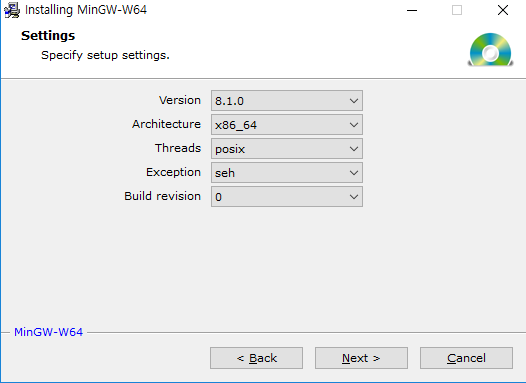 Installing MinGW-W64
Settings
Specify setup settings.
Version 8.1.0
Architecture x86_64
Threads posix
Exception seh
Build revision 0
MinGW-W64
< Back Next > Cancel